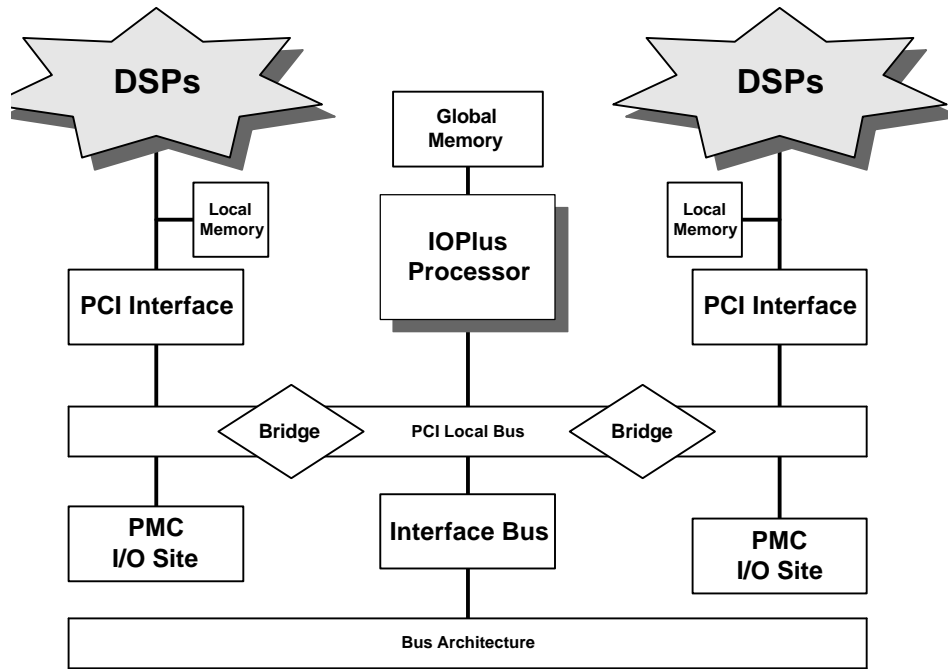 DSPs
DSPs
Global
Memory
Local
Memory
Local
Memory
IOPlus
Processor
PCI Interface
PCI Interface
Bridge
PCI Local Bus
Bridge
PMC
I/O Site
Interface Bus
PMC
I/O Site
Bus Architecture